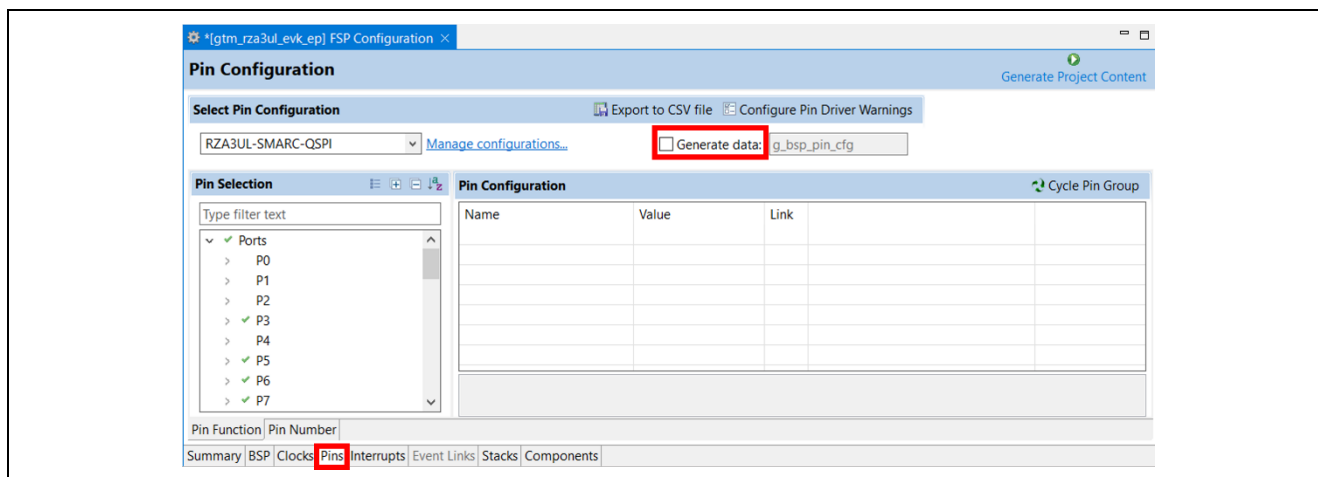 *[gtm_rza3ul_evk_ep] FSP Configuration
Pin Configuration
Generate Project Content
Select Pin Configuration
Export to CSV file
Configure Pin Driver Warnings
RZA3UL-SMARC-QSPI
Manage configurations...
Generate data:
g_bsp_pin_cfg
Pin Selection
Pin Configuration
Cycle Pin Group
Type filter text
Name Value Link
Ports
P0
P1
P2
P3
P4
P5
P6
P7
Pin Function Pin Number
Summary BSP Clocks Pins Interrupts Event Links Stacks Components